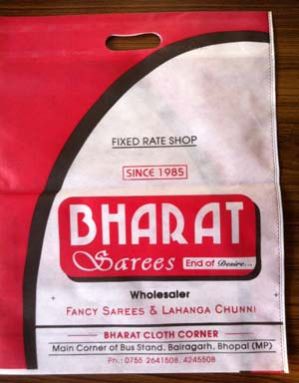 FIXED RATE SHOP
SINCE 1985
BHARAT
Sarees End of Desire...
Wholesaler
FANCY SAREES & LAHANGA CHUNNI
BHARAT CLOTH CORNER
Main Corner of Bus Stand, Bairagarh, Bhopal (MP)
Ph.: 0755 2641508, 4245508